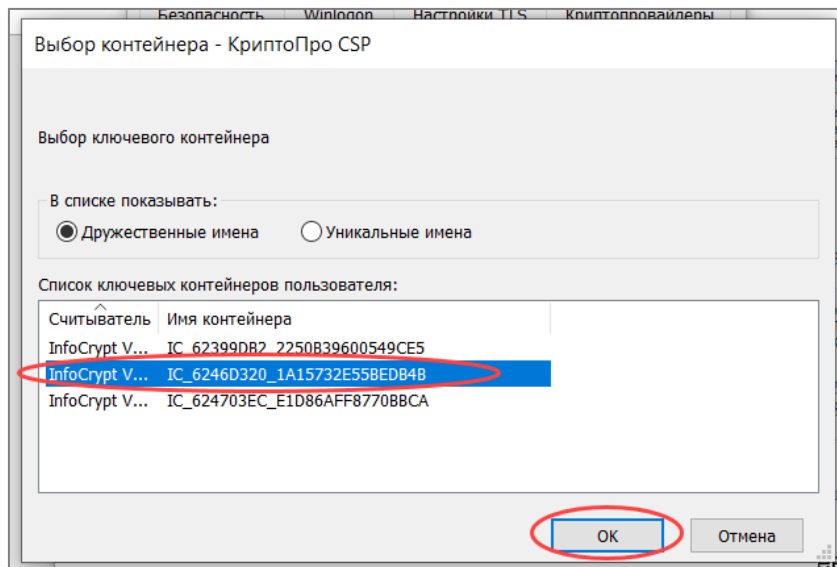 Безопасность Winlogon Настройки TLS Криптопровайдеры
Выбор контейнера - КриптоПро CSP
Выбор ключевого контейнера
В списке показывать:
Дружественные имена Уникальные имена
Список ключевых контейнеров пользователя:
Считыватель Имя контейнера
InfoCrypt V... IC_62399DB2_2250B39600549CE5
InfoCrypt V... IC_6246D320_1A15732E55BEDB4B
InfoCrypt V... IC_624703EC_E1D86AFF8770BBCA
OK Отмена